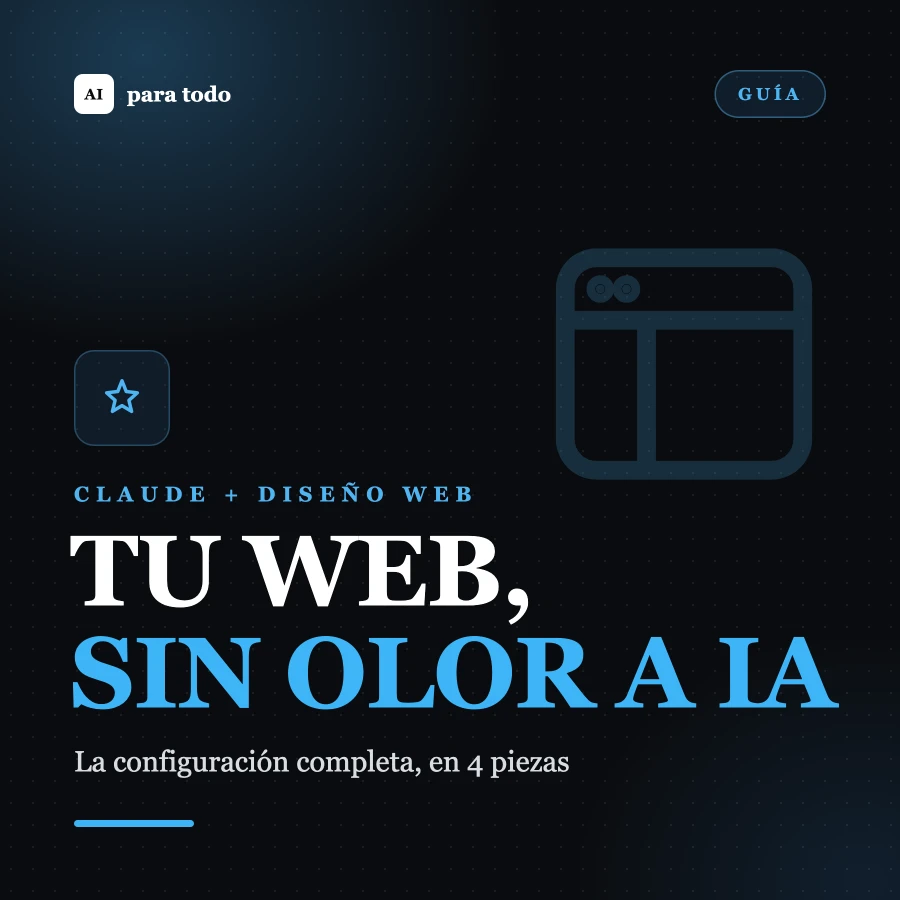 AI para todo
GUÍA
CLAUDE + DISEÑO WEB
TU WEB,
SIN OLOR A IA
La configuración completa, en 4 piezas